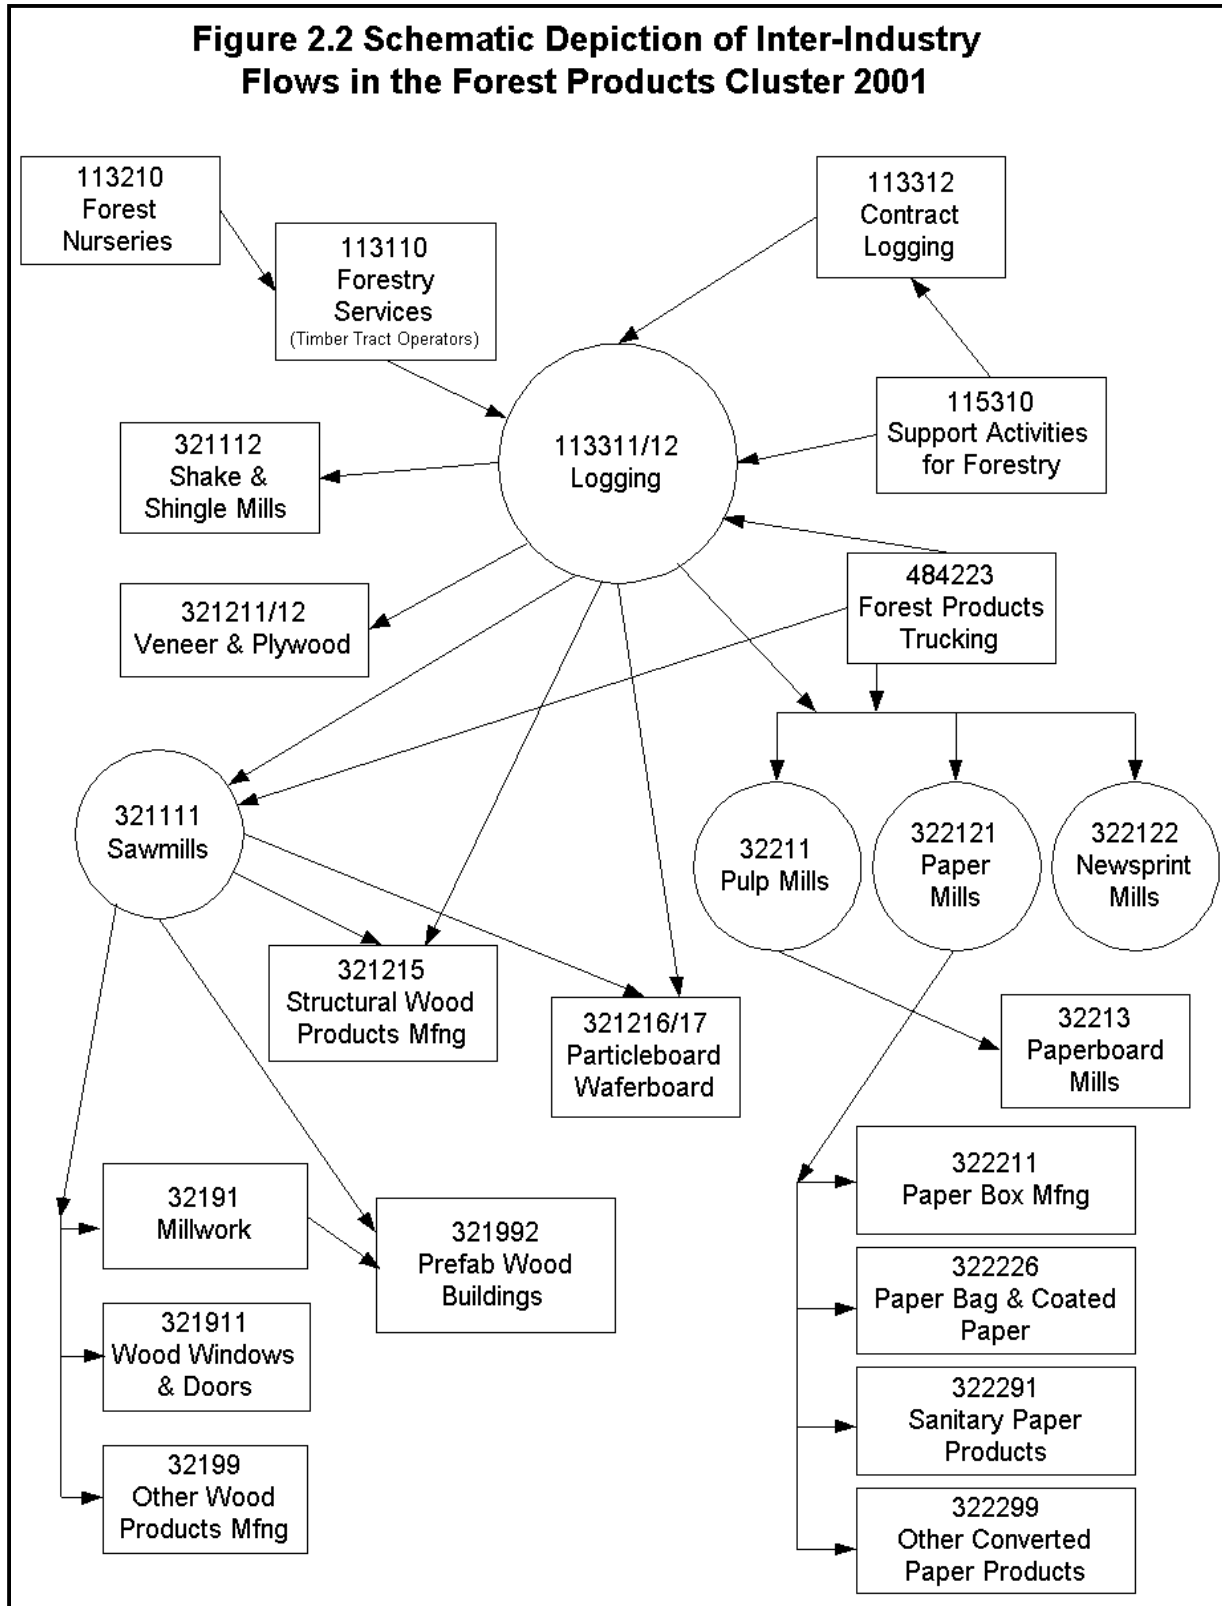 Figure 2.2 Schematic Depiction of Inter-Industry
Flows in the Forest Products Cluster 2001
113210
Forest
Nurseries
113312
Contract
Logging
113110
Forestry
Services
(Timber Tract Operators)
115310
Support Activities
for Forestry
321112
Shake &
Shingle Mills
113311/12
Logging
484223
Forest Products
Trucking
321211/12
Veneer & Plywood
321111
Sawmills
32211
Pulp Mills
322121
Paper
Mills
322122
Newsprint
Mills
321215
Structural Wood
Products Mfng
321216/17
Particleboard
Waferboard
32213
Paperboard
Mills
32191
Millwork
321992
Prefab Wood
Buildings
322211
Paper Box Mfng
322226
Paper Bag & Coated
Paper
321911
Wood Windows
& Doors
322291
Sanitary Paper
Products
32199
Other Wood
Products Mfng
322299
Other Converted
Paper Products